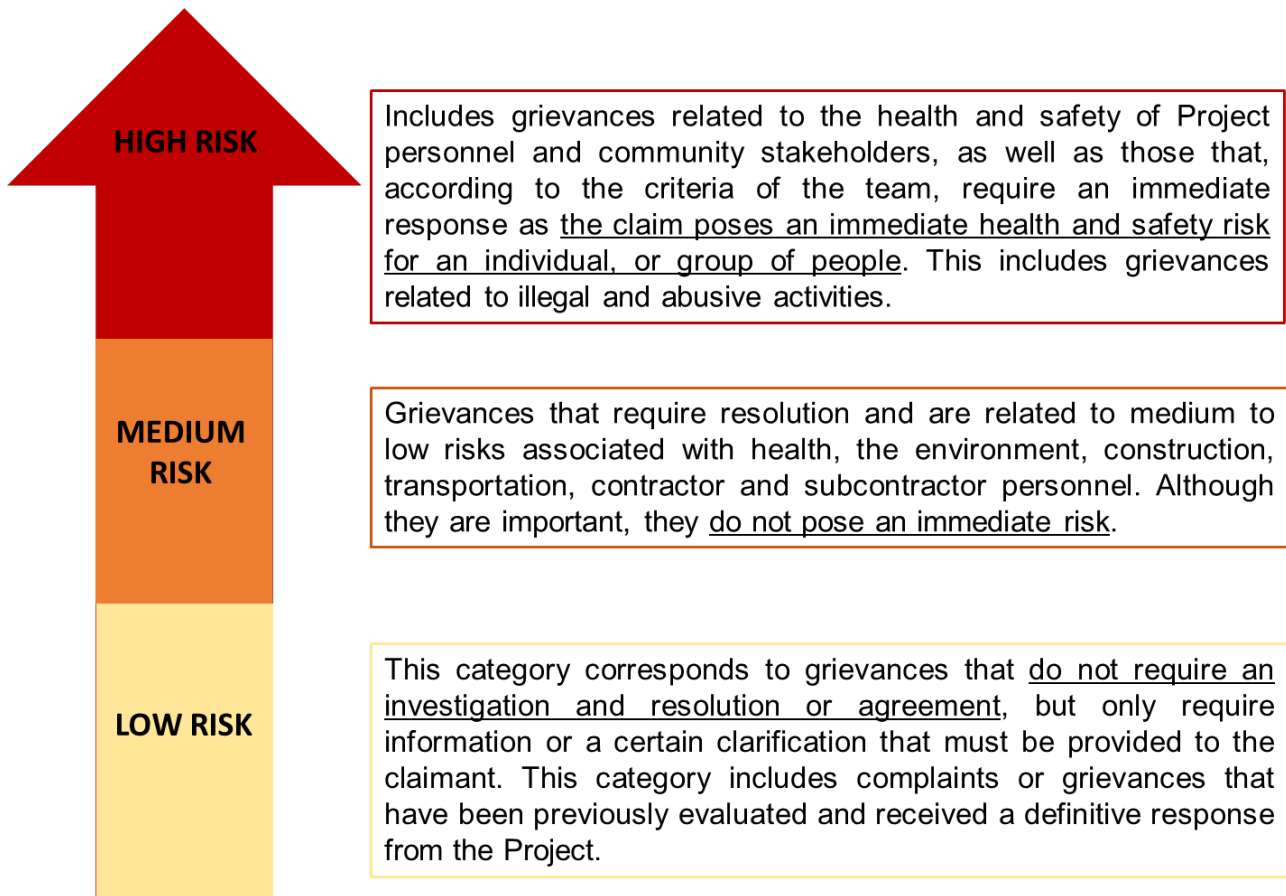 HIGH RISK
Includes grievances related to the health and safety of Project
personnel and community stakeholders, as well as those that,
according to the criteria of the team, require an immediate
response as the claim poses an immediate health and safety risk
for an individual, or group of people. This includes grievances
related to illegal and abusive activities.
MEDIUM
RISK
Grievances that require resolution and are related to medium to
low risks associated with health, the environment, construction,
transportation, contractor and subcontractor personnel. Although
they are important, they do not pose an immediate risk.
LOW RISK
This category corresponds to grievances that do not require an
investigation and resolution or agreement, but only require
information or a certain clarification that must be provided to the
claimant. This category includes complaints or grievances that
have been previously evaluated and received a definitive response
from the Project.